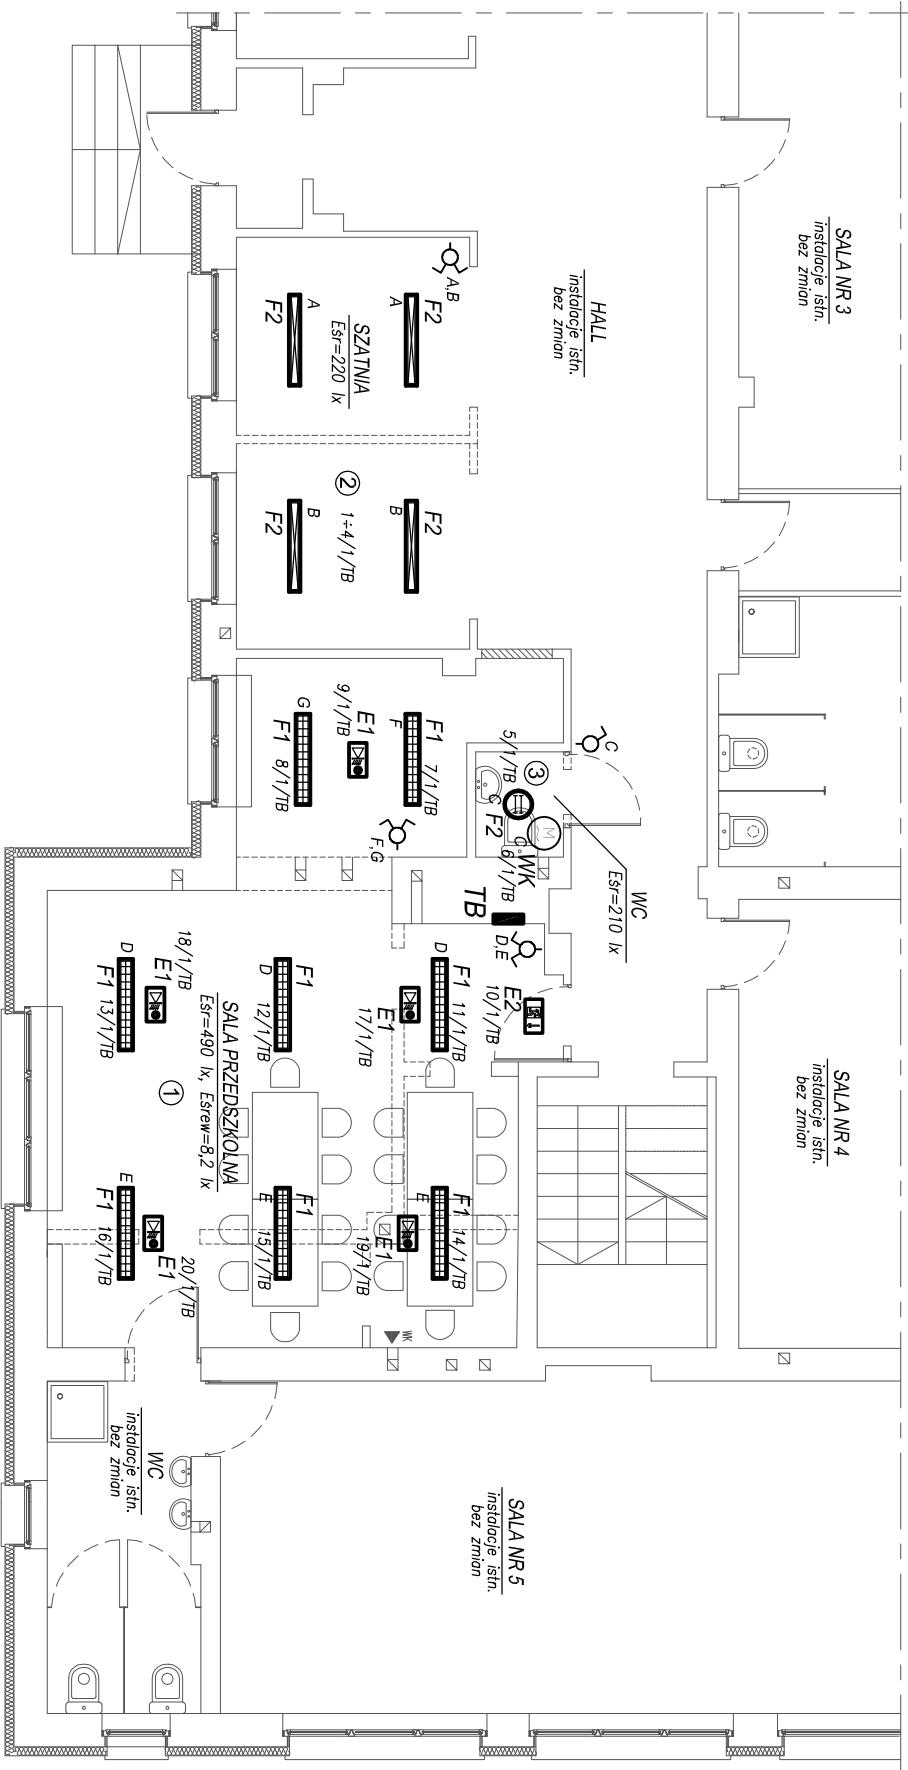 SALA NR 3
instalacje istn.
bez zmian
HALL
instalacje istn.
bez zmian
A,B
F2
A
SZATNIA
Eśr=220 lx
A
F2
F2
B
2
1÷4/1/TB
B
F2
C
5/1/TB
3
C
F2
M
C
WK
6/1/TB
WC
Eśr=210 lx
F1
7/1/TB
F
E1
9/1/TB
G
F1
8/1/TB
F,G
TB
D,E
E2
10/1/TB
SALA NR 4
instalacje istn.
bez zmian
D
F1
11/1/TB
E1
17/1/TB
F1
D
12/1/TB
18/1/TB
E1
D
F1
13/1/TB
SALA PRZEDSZKOLNA
Eśr=490 lx, Eśrew=8,2 lx
1
F1
E
14/1/TB
E1
19/1/TB
F1
E
15/1/TB
E
F1
16/1/TB
E1
20/1/TB
WK
WC
instalacje istn.
bez zmian
SALA NR 5
instalacje istn.
bez zmian